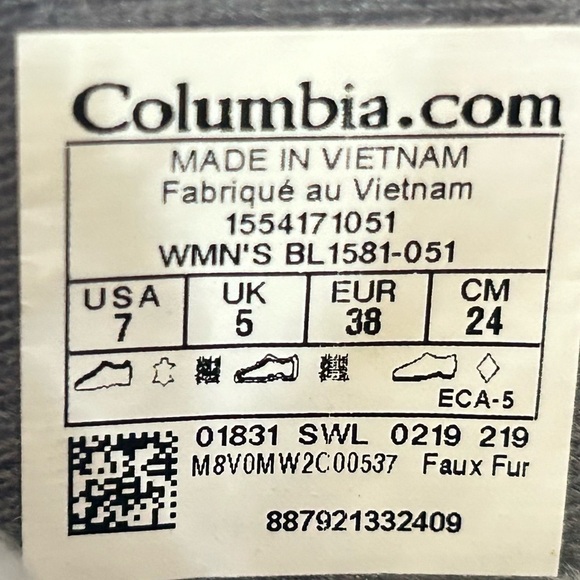 Columbia.com
MADE IN VIETNAM
Fabriqué au Vietnam
1554171051
WMN'S BL1581-051
USA UK EUR CM
7 5 38 24
ECA-5
01831 SWL 0219 219
M8V0MW2C00537 Faux Fur
887921332409